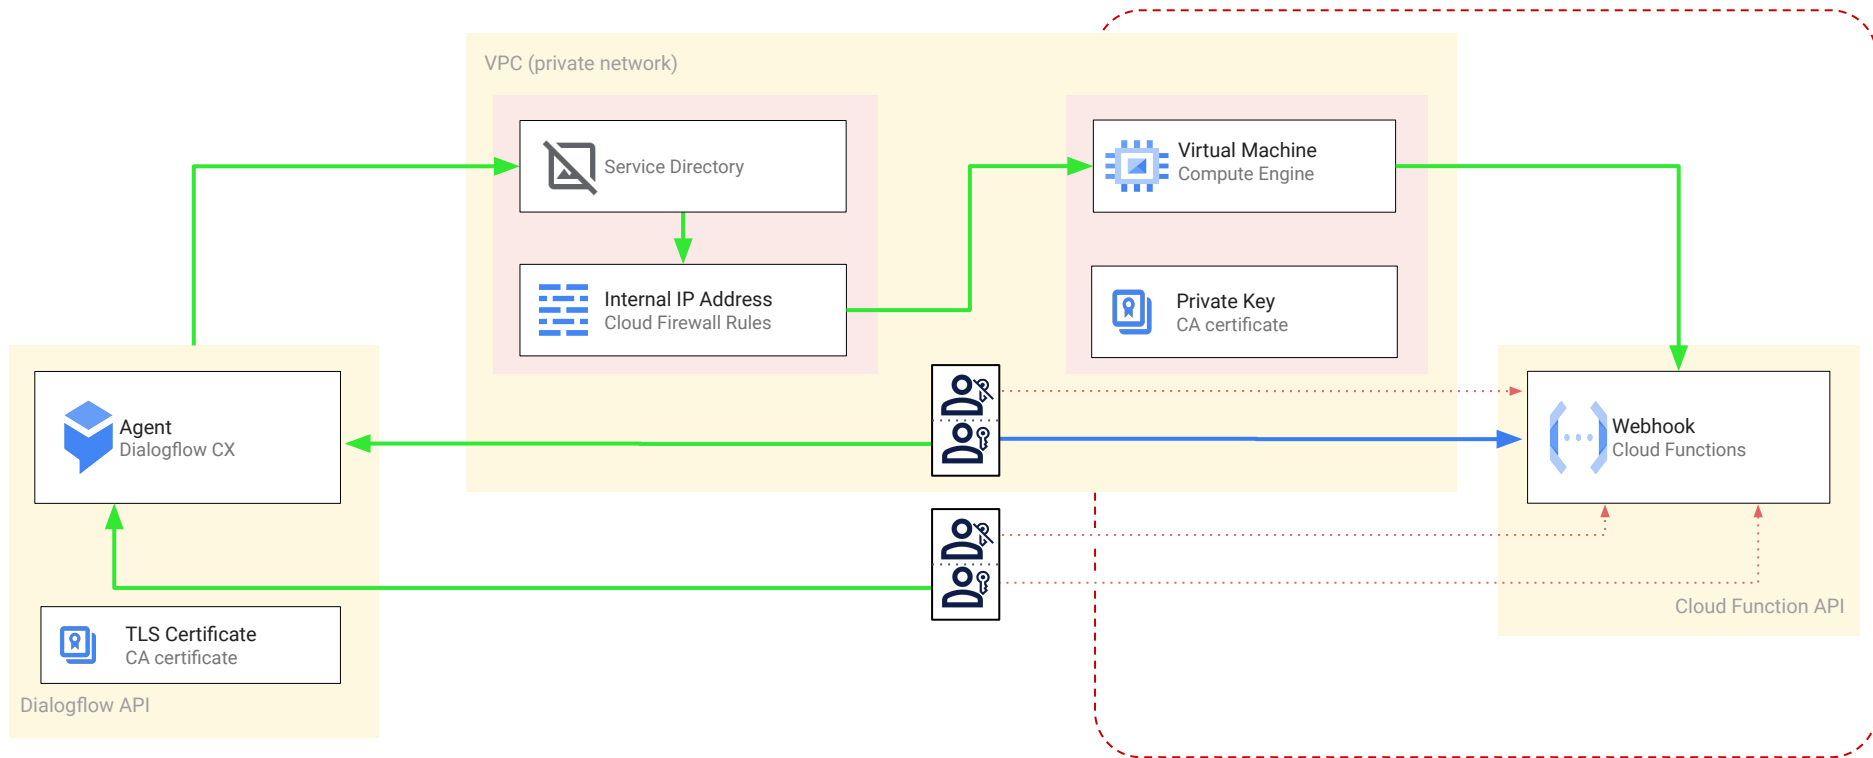 VPC (private network)
Service Directory
Virtual Machine
Compute Engine
Internal IP Address
Cloud Firewall Rules
Private Key
CA certificate
Agent
Dialogflow CX
Webhook
Cloud Functions
TLS Certificate
CA certificate
Cloud Function API
Dialogflow API